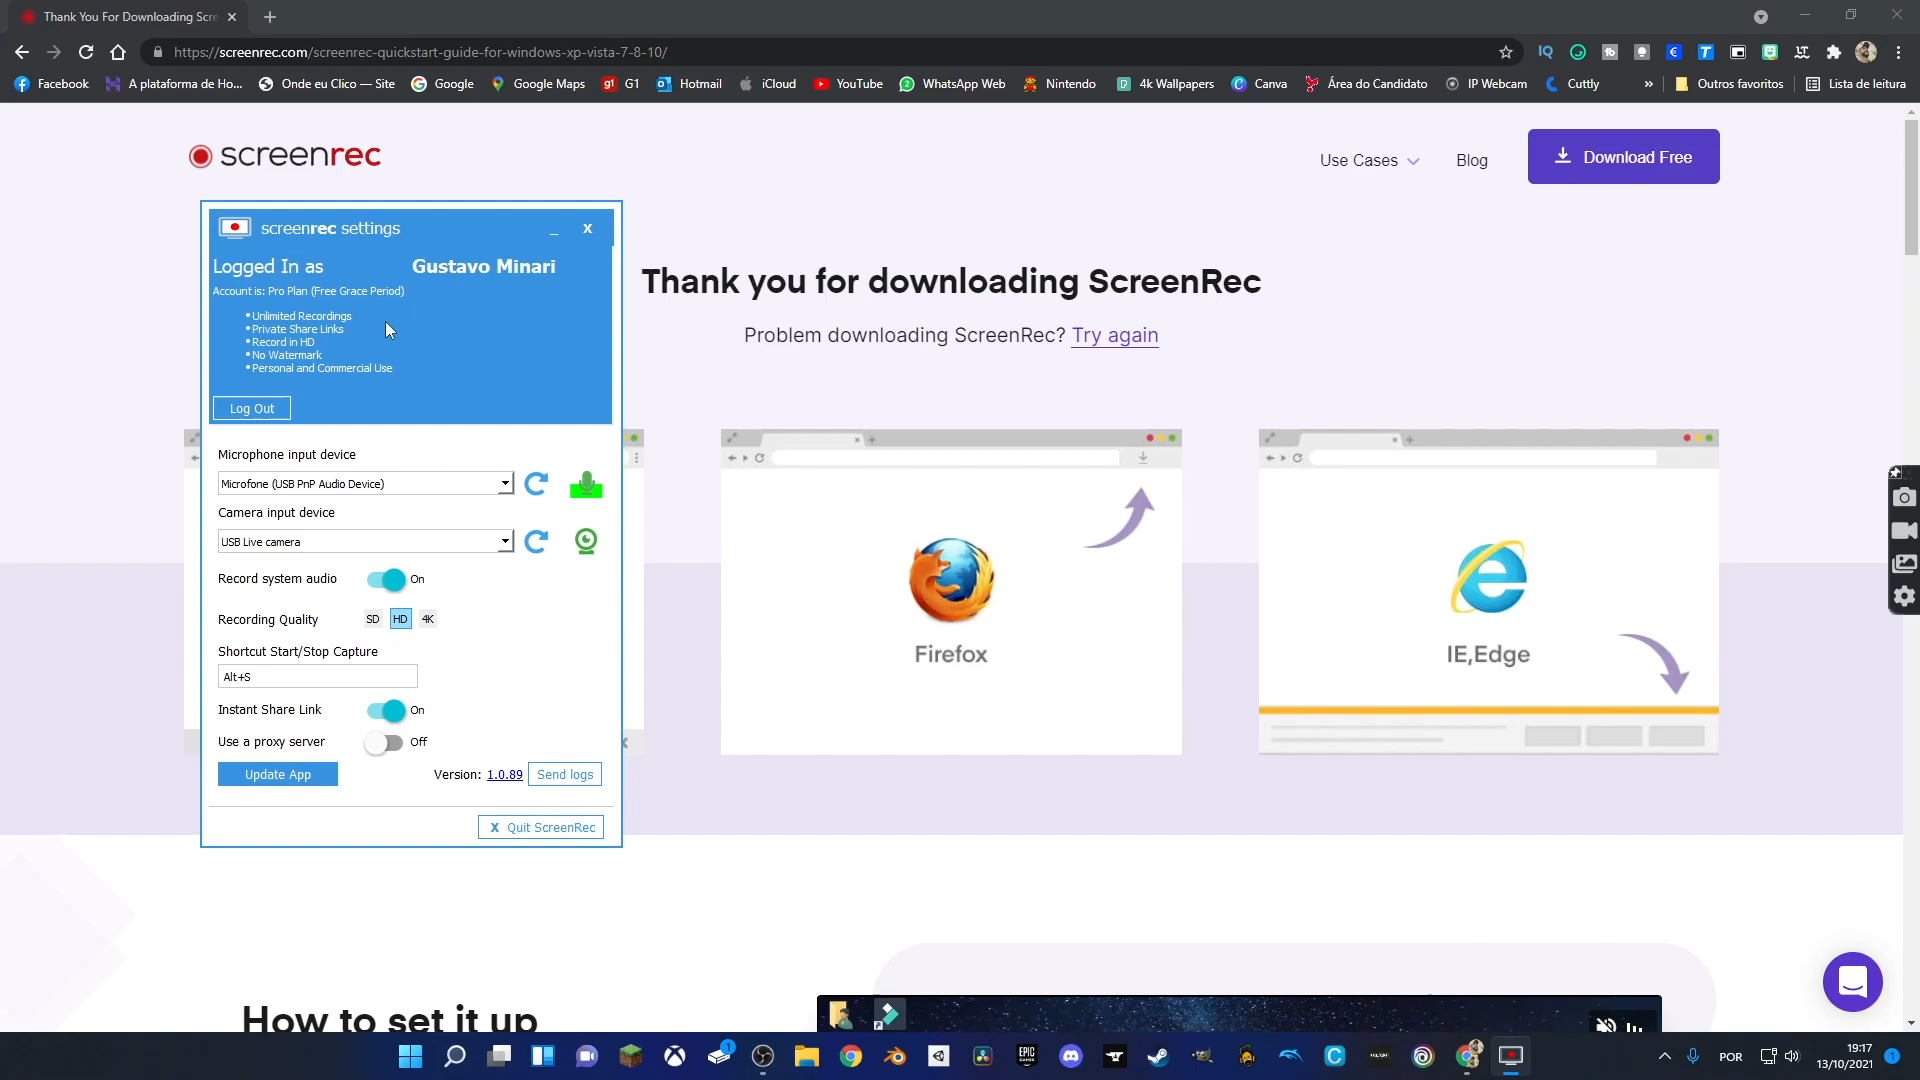 Thank You For Downloading Scre
https://screenrec.com/screenrec-quickstart-guide-for-windows-xp-vista-7-8-10/
Facebook A plataforma de Ho... Onde eu Clico — Site Google Google Maps G1 Hotmail iCloud YouTube WhatsApp Web Nintendo 4k Wallpapers Canva Área do Candidato IP Webcam Cuttly » Outros favoritos Lista de leitura
screenrec
Use Cases Blog Download Free
screenrec settings _ X
Logged In as Gustavo Minari
Account is: Pro Plan (Free Grace Period)
• Unlimited Recordings
• Private Share Links
• Record in HD
• No Watermark
• Personal and Commercial Use
Log Out
Microphone input device
Microfone (USB PnP Audio Device)
Camera input device
USB Live camera
Record system audio On
Recording Quality SD HD 4K
Shortcut Start/Stop Capture
Alt+S
Instant Share Link On
Use a proxy server Off
Update App Version: 1.0.89 Send logs
X Quit ScreenRec
Thank you for downloading ScreenRec
Problem downloading ScreenRec? Try again
Firefox
IE,Edge
How to set it up
POR
19:17
13/10/2021